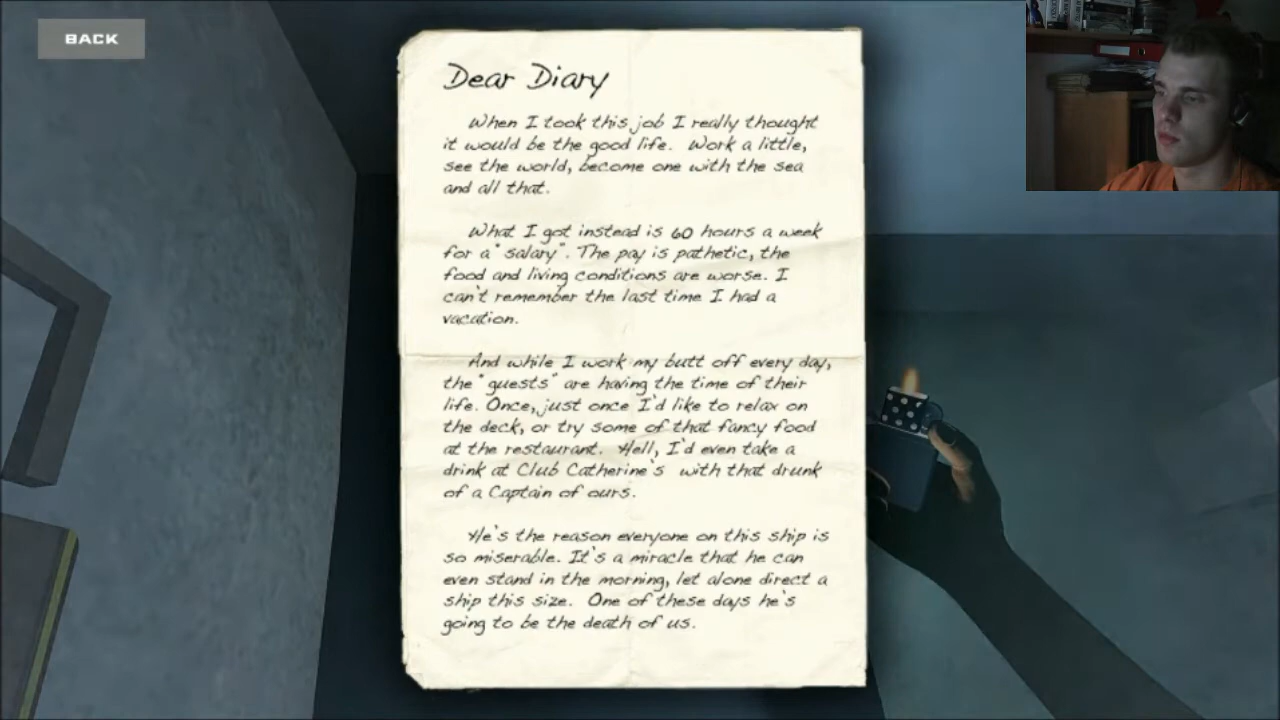 BACK
Dear Diary
When I took this job I really thought
it would be the good life. Work a little,
see the world, become one with the sea
and all that.
What I got instead is 60 hours a week
for a "salary". The pay is pathetic, the
food and living conditions are worse. I
can't remember the last time I had a
vacation.
And while I work my butt off every day,
the "guests" are having the time of their
life. Once, just once I'd like to relax on
the deck, or try some of that fancy food
at the restaurant. Hell, I'd even take a
drink at Club Catherine's with that drunk
of a Captain of ours.
He's the reason everyone on this ship is
so miserable. It's a miracle that he can
even stand in the morning, let alone direct a
ship this size. One of these days he's
going to be the death of us.